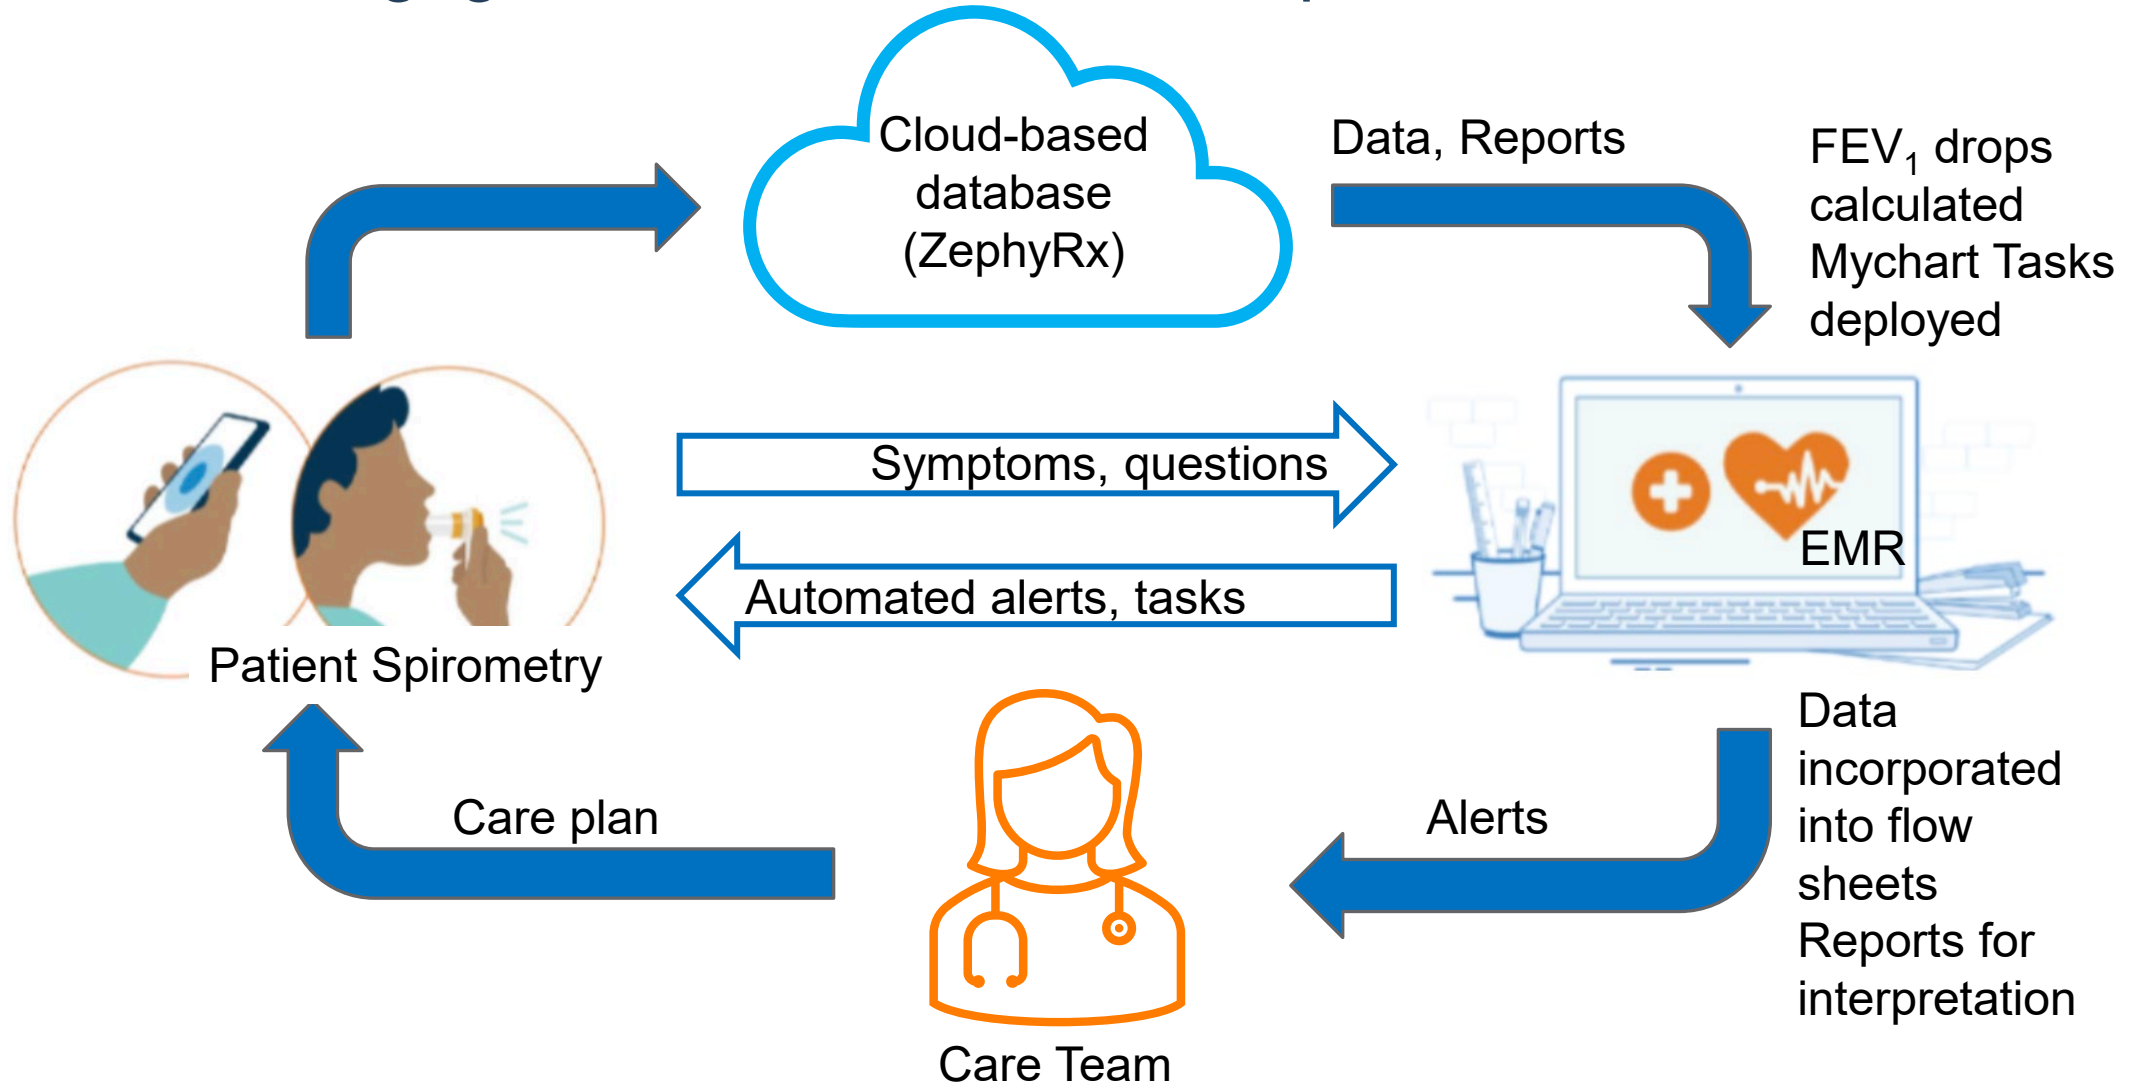 Cloud-based
database
(ZephyRx)
Data, Reports
FEV₁ drops
calculated
Mychart Tasks
deployed
Symptoms, questions
EMR
Automated alerts, tasks
Patient Spirometry
Data
incorporated
into flow
sheets
Reports for
interpretation
Care plan
Alerts
Care Team